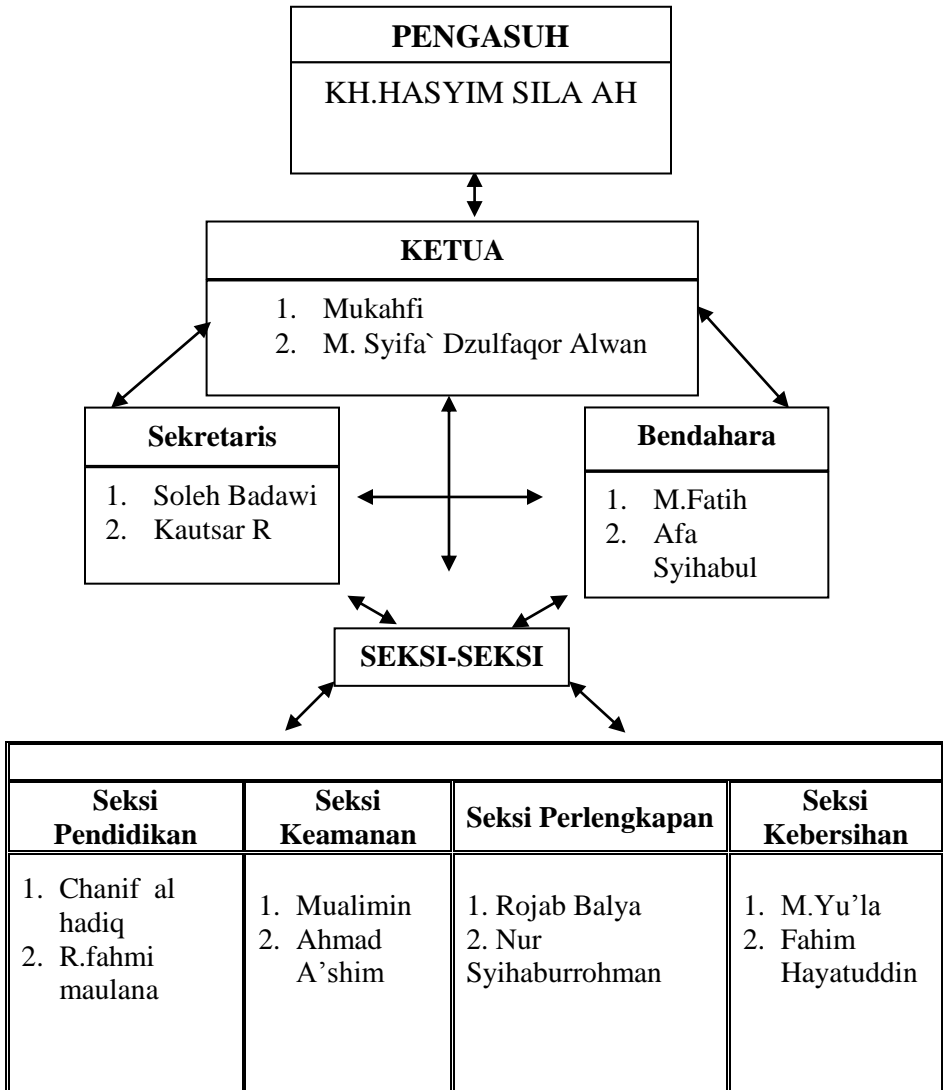 PENGASUH
KH.HASYIM SILA AH
KETUA
1. Mukahfi
2. M. Syifa` Dzulfaqor Alwan
Sekretaris
1. Soleh Badawi
2. Kautsar R
Bendahara
1. M.Fatih
2. Afa
Syihabul
SEKSI-SEKSI
Seksi
Pendidikan
1. Chanif al
hadiq
2. R.fahmi
maulana
Seksi
Keamanan
1. Mualimin
2. Ahmad
A’shim
Seksi Perlengkapan
1. Rojab Balya
2. Nur
Syihaburrohman
Seksi
Kebersihan
1. M.Yu’la
2. Fahim
Hayatuddin